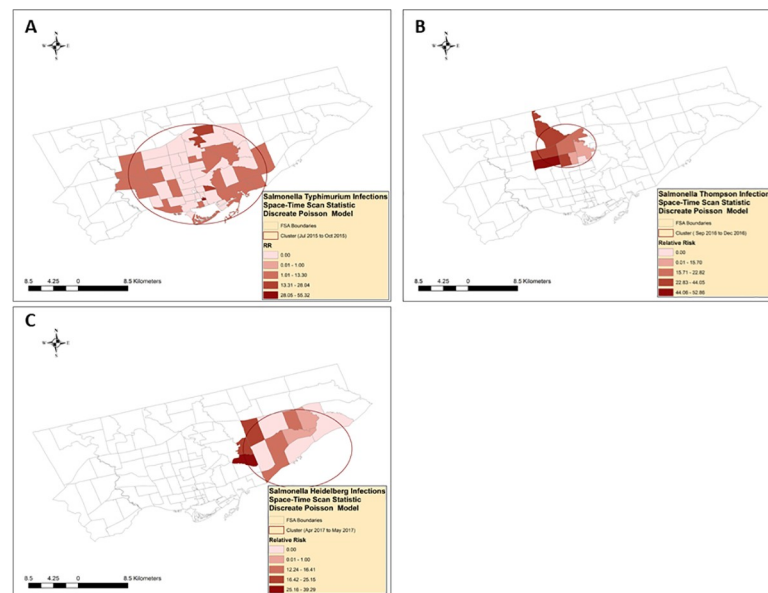 A
N
W E
S
Salmonella Typhimurium Infections
Space-Time Scan Statistic
Discreate Poisson Model
FSA Boundaries
Cluster (Jul 2015 to Oct 2015)
RR
0.00
0.01 - 1.00
1.01 - 13.30
13.31 - 28.04
28.05 - 55.32
8.5 4.25 0 8.5 Kilometers
B
N
W E
S
Salmonella Thompson Infections
Space-Time Scan Statistic
Discreate Poisson Model
FSA Boundaries
Cluster ( Sep 2016 to Dec 2016)
Relative Risk
0.00
0.01 - 15.70
15.71 - 22.82
22.83 - 44.05
44.06 - 52.86
8.5 4.25 0 8.5 Kilometers
C
N
W E
S
Salmonella Heidelberg Infections
Space-Time Scan Statistic
Discreate Poisson Model
FSA Boundaries
Cluster (Apr 2017 to May 2017)
Relative Risk
0.00
0.01 - 1.00
12.24 - 16.41
16.42 - 25.15
25.16 - 39.29
8.5 4.25 0 8.5 Kilometers